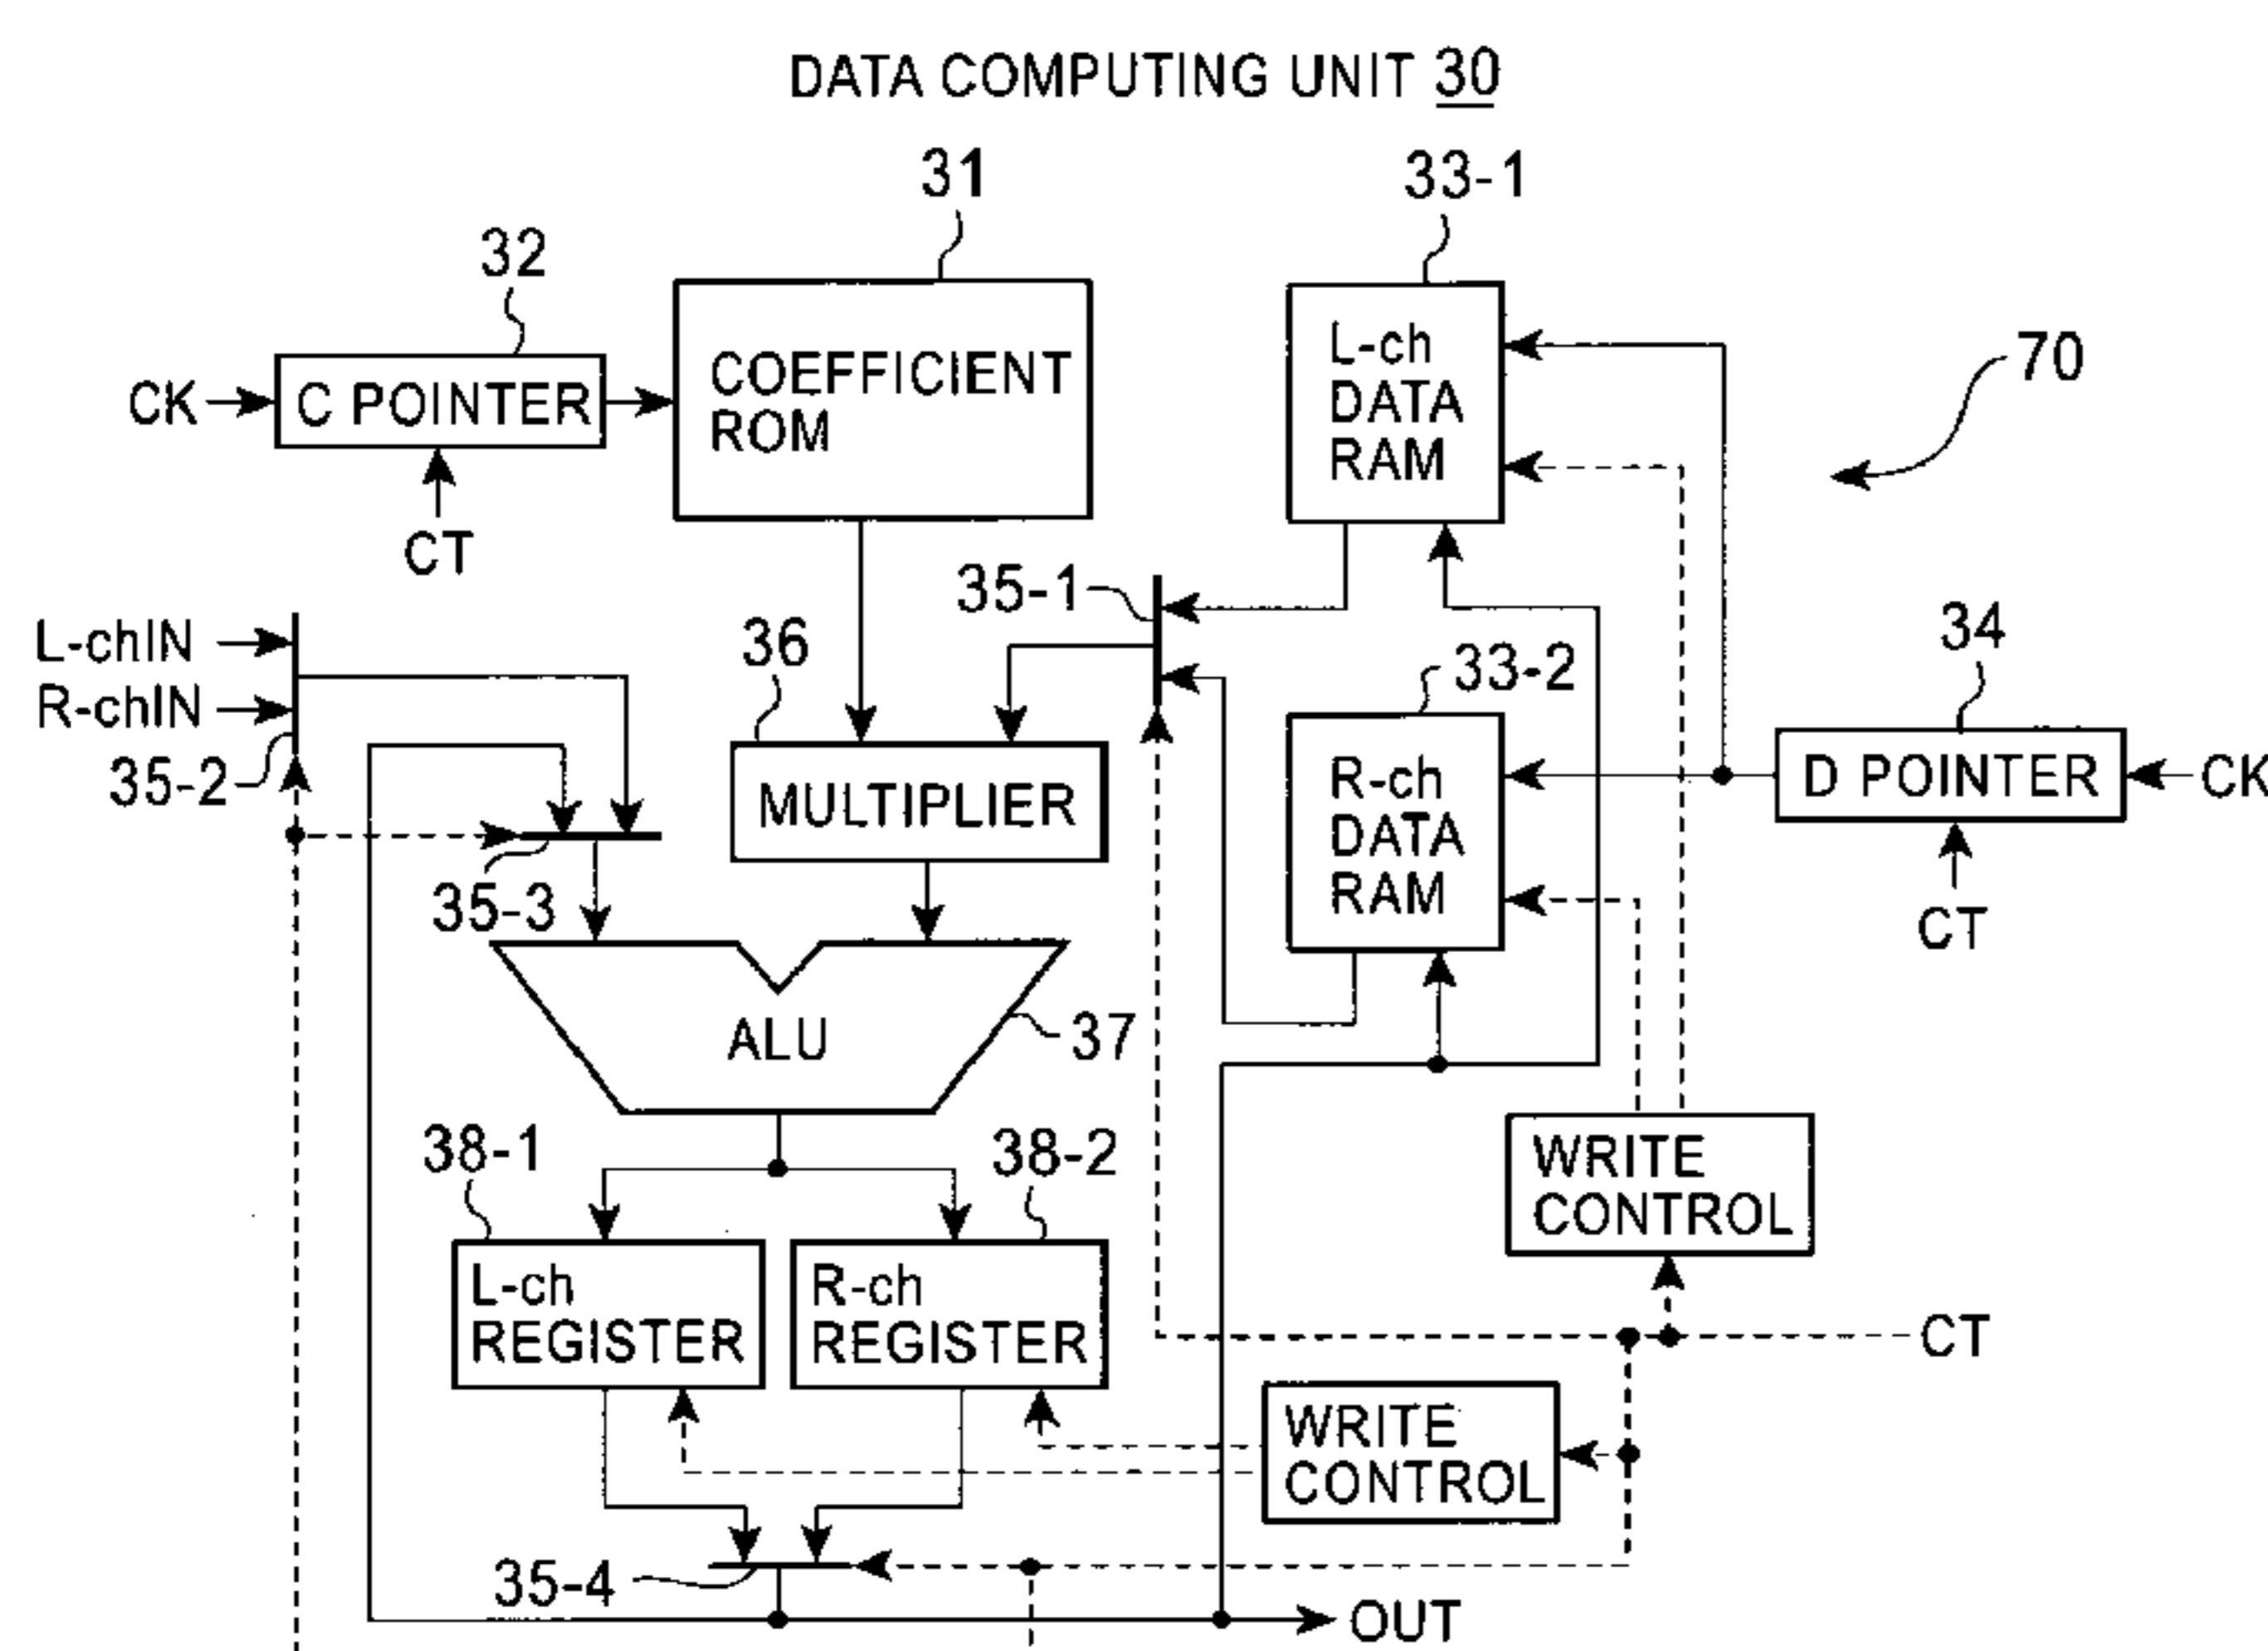 DATA COMPUTING UNIT 30
31
33-1
32
COEFFICIENT
ROM
L-ch
DATA
RAM
70
CK
C POINTER
CT
35-1
L-chIN
R-chIN
36
33-2
34
35-2
MULTIPLIER
R-ch
DATA
RAM
D POINTER
CK
35-3
CT
ALU
37
38-1
38-2
WRITE
CONTROL
L-ch
REGISTER
R-ch
REGISTER
CT
WRITE
CONTROL
35-4
OUT